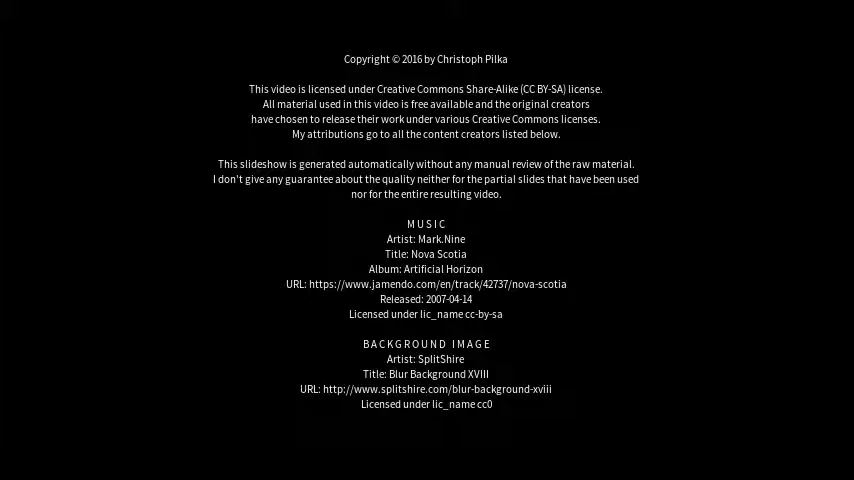 Copyright © 2016 by Christoph Pilka
This video is licensed under Creative Commons Share-Alike (CC BY-SA) license.
All material used in this video is free available and the original creators
have chosen to release their work under various Creative Commons licenses.
My attributions go to all the content creators listed below.
This slideshow is generated automatically without any manual review of the raw material.
I don't give any guarantee about the quality neither for the partial slides that have been used
nor for the entire resulting video.
M U S I C
Artist: Mark.Nine
Title: Nova Scotia
Album: Artificial Horizon
URL: https://www.jamendo.com/en/track/42737/nova-scotia
Released: 2007-04-14
Licensed under lic_name cc-by-sa
B A C K G R O U N D   I M A G E
Artist: SplitShire
Title: Blur Background XVIII
URL: http://www.splitshire.com/blur-background-xviii
Licensed under lic_name cc0